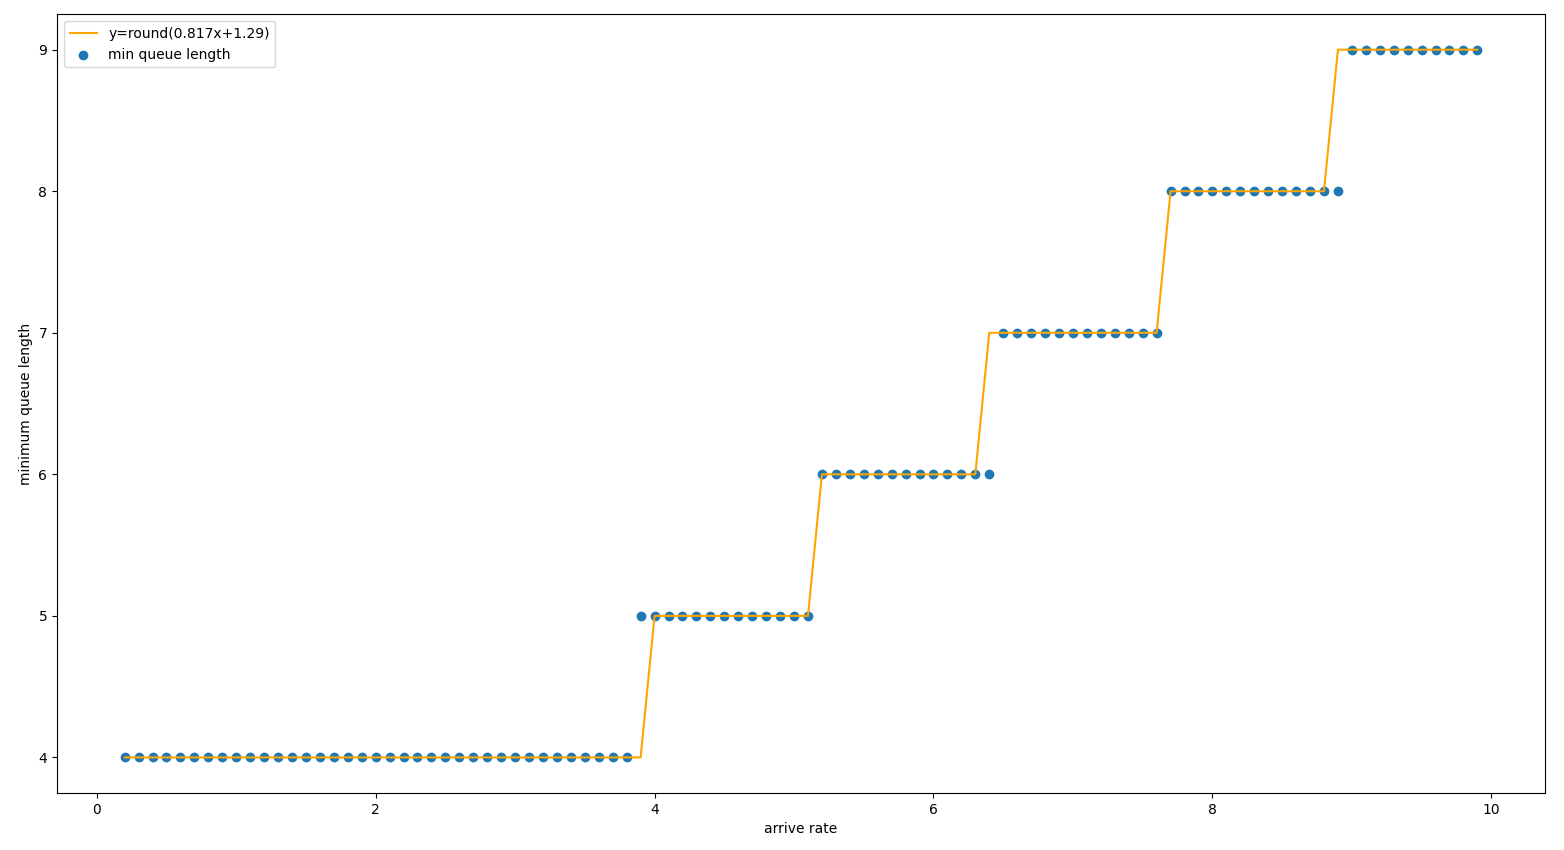 y=round(0.817x+1.29)
min queue length
9
8
7
6
5
4
minimum queue length
0 2 4 6 8 10
arrive rate